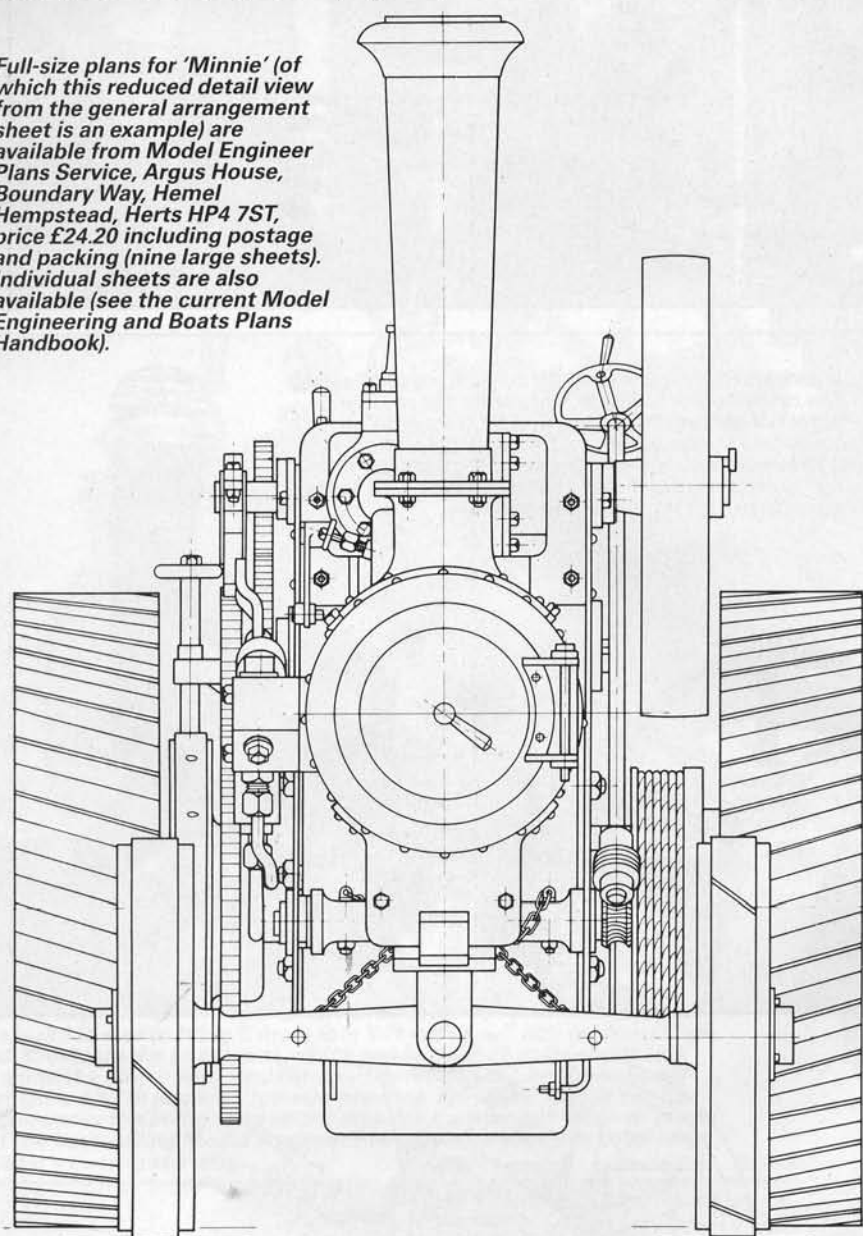 Full-size plans for 'Minnie' (of
which this reduced detail view
from the general arrangement
sheet is an example) are
available from Model Engineer
Plans Service, Argus House,
Boundary Way, Hemel
Hempstead, Herts HP4 7ST,
price £24.20 including postage
and packing (nine large sheets).
Individual sheets are also
available (see the current Model
Engineering and Boats Plans
Handbook).